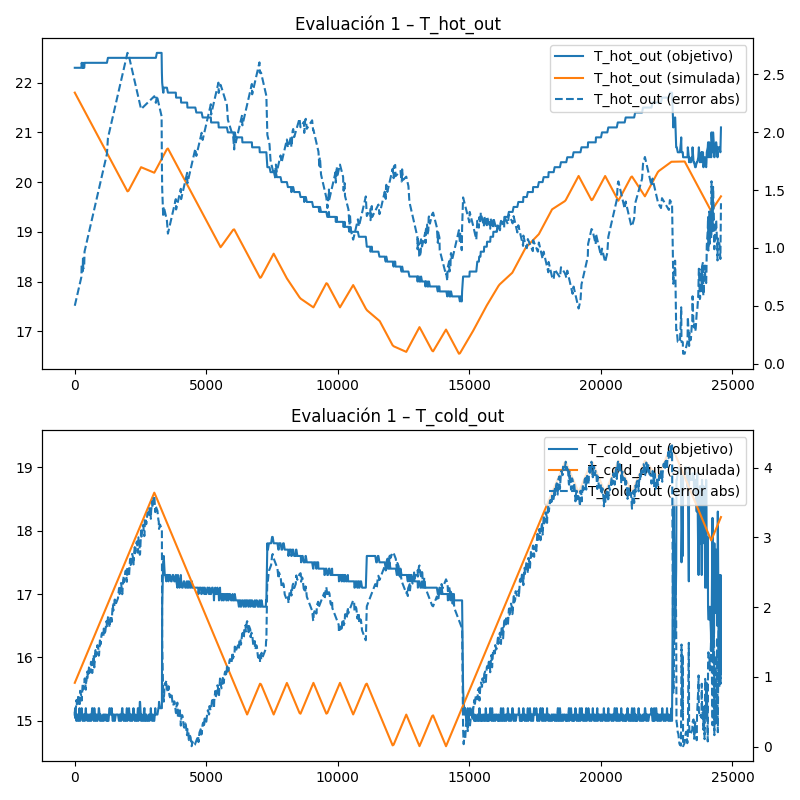 Evaluación 1 – T_hot_out
T_hot_out (objetivo)
T_hot_out (simulada)
T_hot_out (error abs)
22
21
20
19
18
17
2.5
2.0
1.5
1.0
0.5
0.0
0 5000 10000 15000 20000 25000
Evaluación 1 – T_cold_out
T_cold_out (objetivo)
T_cold_out (simulada)
T_cold_out (error abs)
19
18
17
16
15
4
3
2
1
0
0 5000 10000 15000 20000 25000